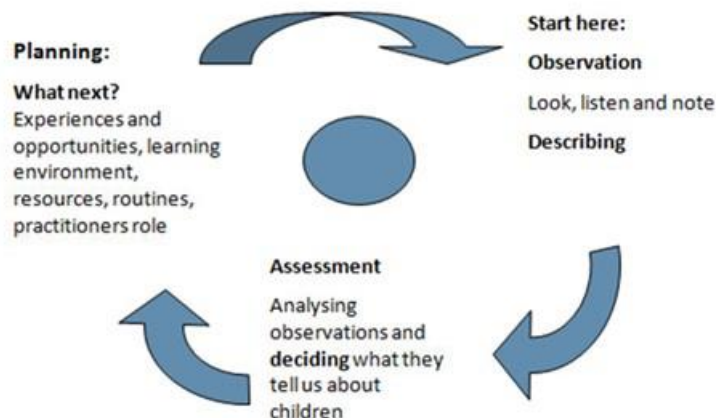 Start here:
Observation
Look, listen and note
Describing
Assessment
Analysing
observations and
deciding what they
tell us about
children
Planning:
What next?
Experiences and
opportunities, learning
environment,
resources, routines,
practitioners role